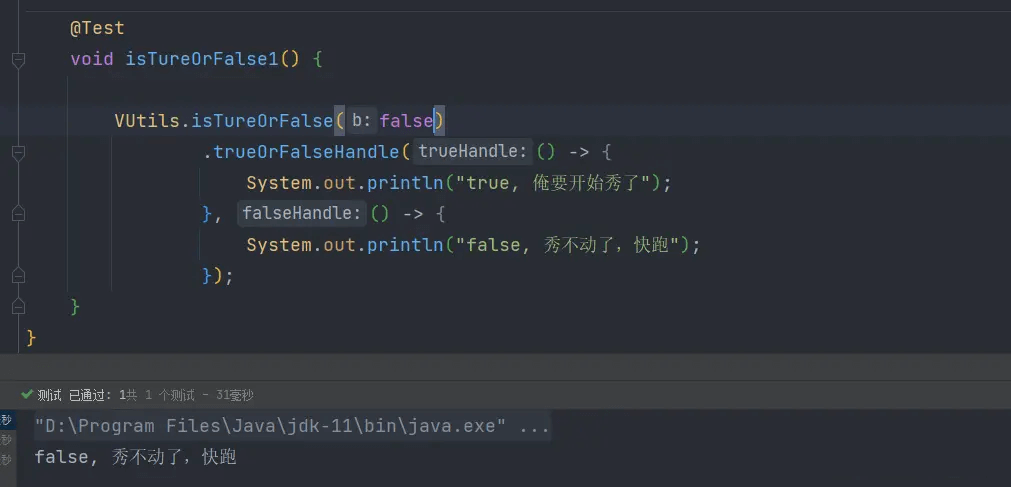 @Test
void isTureOrFalse1() {
VUtils.isTureOrFalse( b: false)
.trueOrFalseHandle( trueHandle: () -> {
System.out.println("true, 俺要开始秀了");
}, falseHandle: () -> {
System.out.println("false, 秀不动了，快跑");
});
}
}
测试 已通过: 1共 1 个测试 - 31毫秒
秒 "D:\Program Files\Java\jdk-11\bin\java.exe" ...
秒
false, 秀不动了，快跑
秒